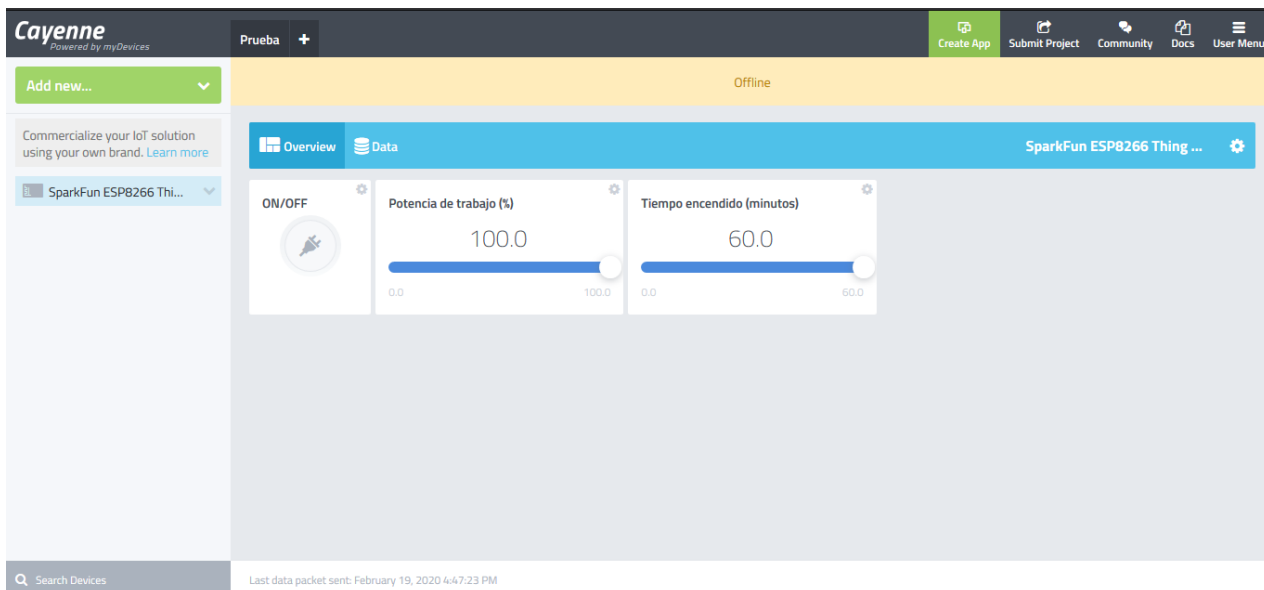 Cayenne
Powered by myDevices
Prueba
Create App
Submit Project
Community
Docs
User Menu
Add new...
Offline
Commercialize your IoT solution
using your own brand. Learn more
Overview
Data
SparkFun ESP8266 Thing ...
SparkFun ESP8266 Thi...
ON/OFF
Potencia de trabajo (%)
100.0
0.0 100.0
Tiempo encendido (minutos)
60.0
0.0 60.0
Search Devices
Last data packet sent: February 19, 2020 4:47:23 PM